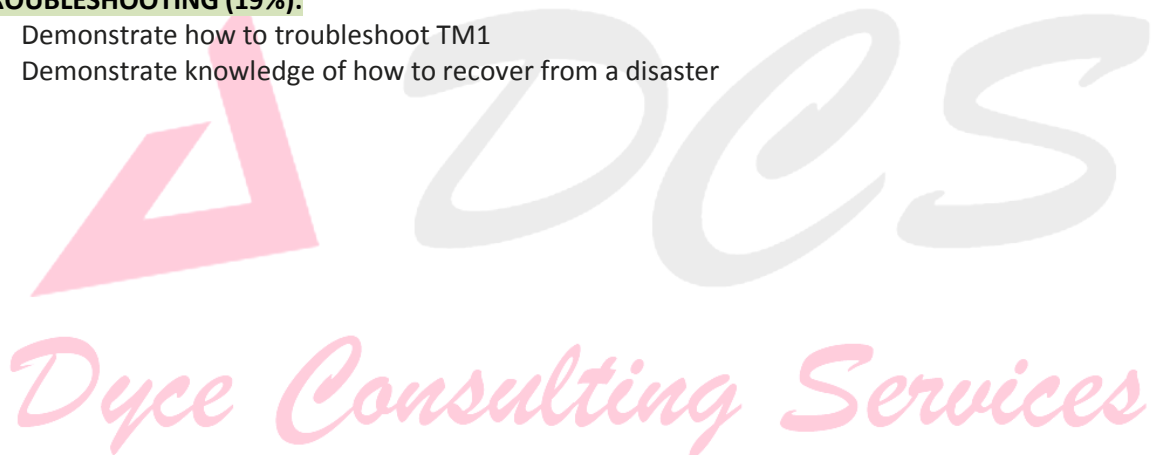 ROUBLESHOOTING (19%):
Demonstrate how to troubleshoot TM1
Demonstrate knowledge of how to recover from a disaster
DCS
Dyce Consulting Services